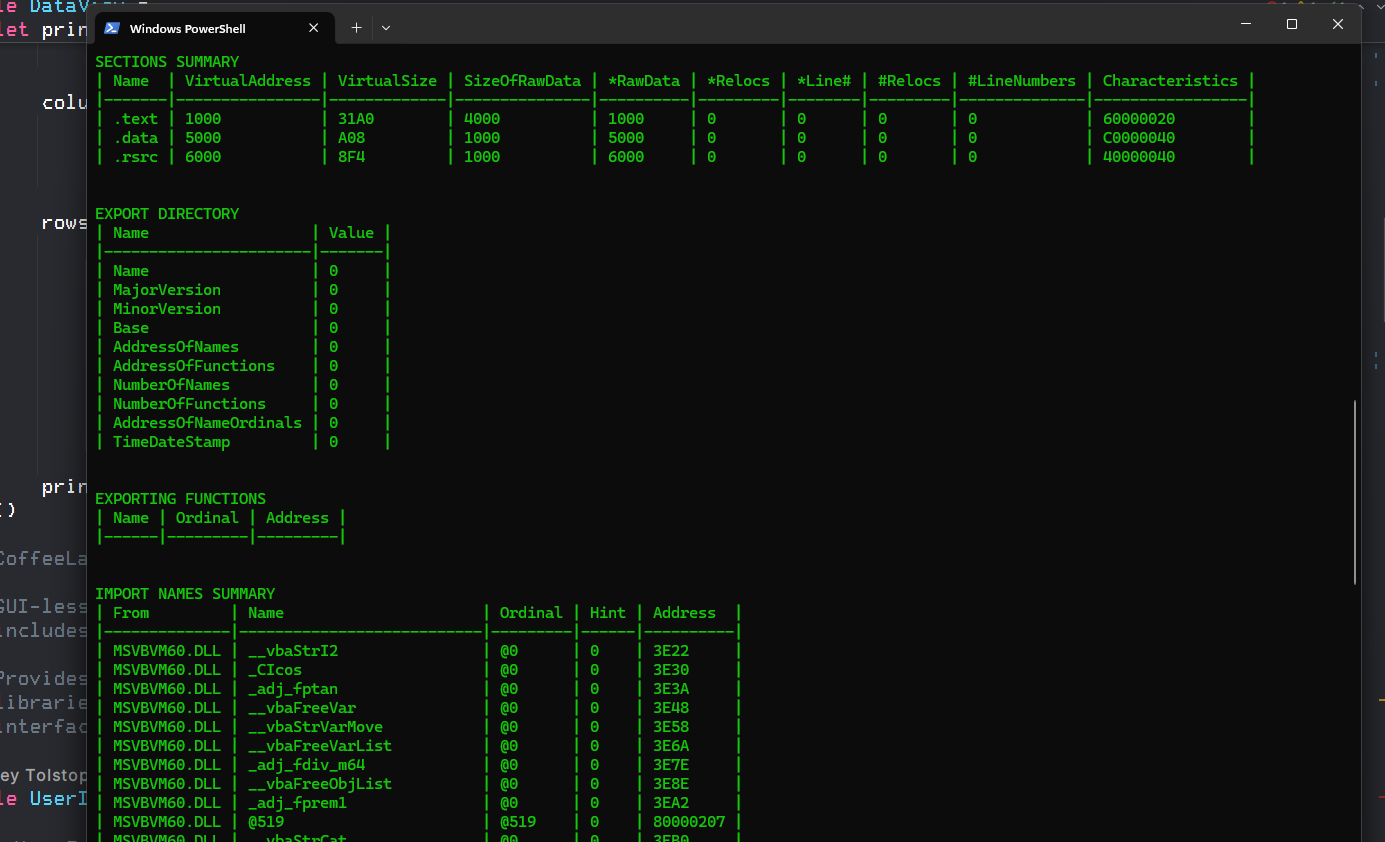 le DataV
let prin
colu
rows
prin
()
CoffeeLa
GUI-less
includes
Provides
librarie
interfac
ey Tolstop
le UserI
Windows PowerShell
SECTIONS SUMMARY
| Name | VirtualAddress | VirtualSize | SizeOfRawData | *RawData | *Relocs | *Line# | #Relocs | #LineNumbers | Characteristics |
| .text | 1000 | 31A0 | 4000 | 1000 | 0 | 0 | 0 | 0 | 60000020 |
| .data | 5000 | A08 | 1000 | 5000 | 0 | 0 | 0 | 0 | C0000040 |
| .rsrc | 6000 | 8F4 | 1000 | 6000 | 0 | 0 | 0 | 0 | 40000040 |
EXPORT DIRECTORY
| Name | Value |
| Name | 0 |
| MajorVersion | 0 |
| MinorVersion | 0 |
| Base | 0 |
| AddressOfNames | 0 |
| AddressOfFunctions | 0 |
| NumberOfNames | 0 |
| NumberOfFunctions | 0 |
| AddressOfNameOrdinals | 0 |
| TimeDateStamp | 0 |
EXPORTING FUNCTIONS
| Name | Ordinal | Address |
IMPORT NAMES SUMMARY
| From | Name | Ordinal | Hint | Address |
| MSVBVM60.DLL | __vbaStrI2 | @0 | 0 | 3E22 |
| MSVBVM60.DLL | _CIcos | @0 | 0 | 3E30 |
| MSVBVM60.DLL | _adj_fptan | @0 | 0 | 3E3A |
| MSVBVM60.DLL | __vbaFreeVar | @0 | 0 | 3E48 |
| MSVBVM60.DLL | __vbaStrVarMove | @0 | 0 | 3E58 |
| MSVBVM60.DLL | __vbaFreeVarList | @0 | 0 | 3E6A |
| MSVBVM60.DLL | _adj_fdiv_m64 | @0 | 0 | 3E7E |
| MSVBVM60.DLL | __vbaFreeObjList | @0 | 0 | 3E8E |
| MSVBVM60.DLL | _adj_fprem1 | @0 | 0 | 3EA2 |
| MSVBVM60.DLL | @519 | @519 | 0 | 80000207 |
| MSVBVM60.DLL | __vbaStrCat | @0 | 0 | 3EB0 |